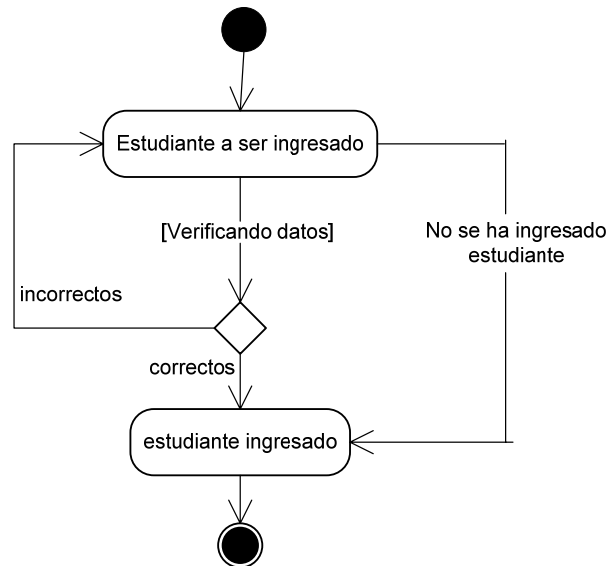 Estudiante a ser ingresado
[Verificando datos]
No se ha ingresado
estudiante
incorrectos
correctos
estudiante ingresado